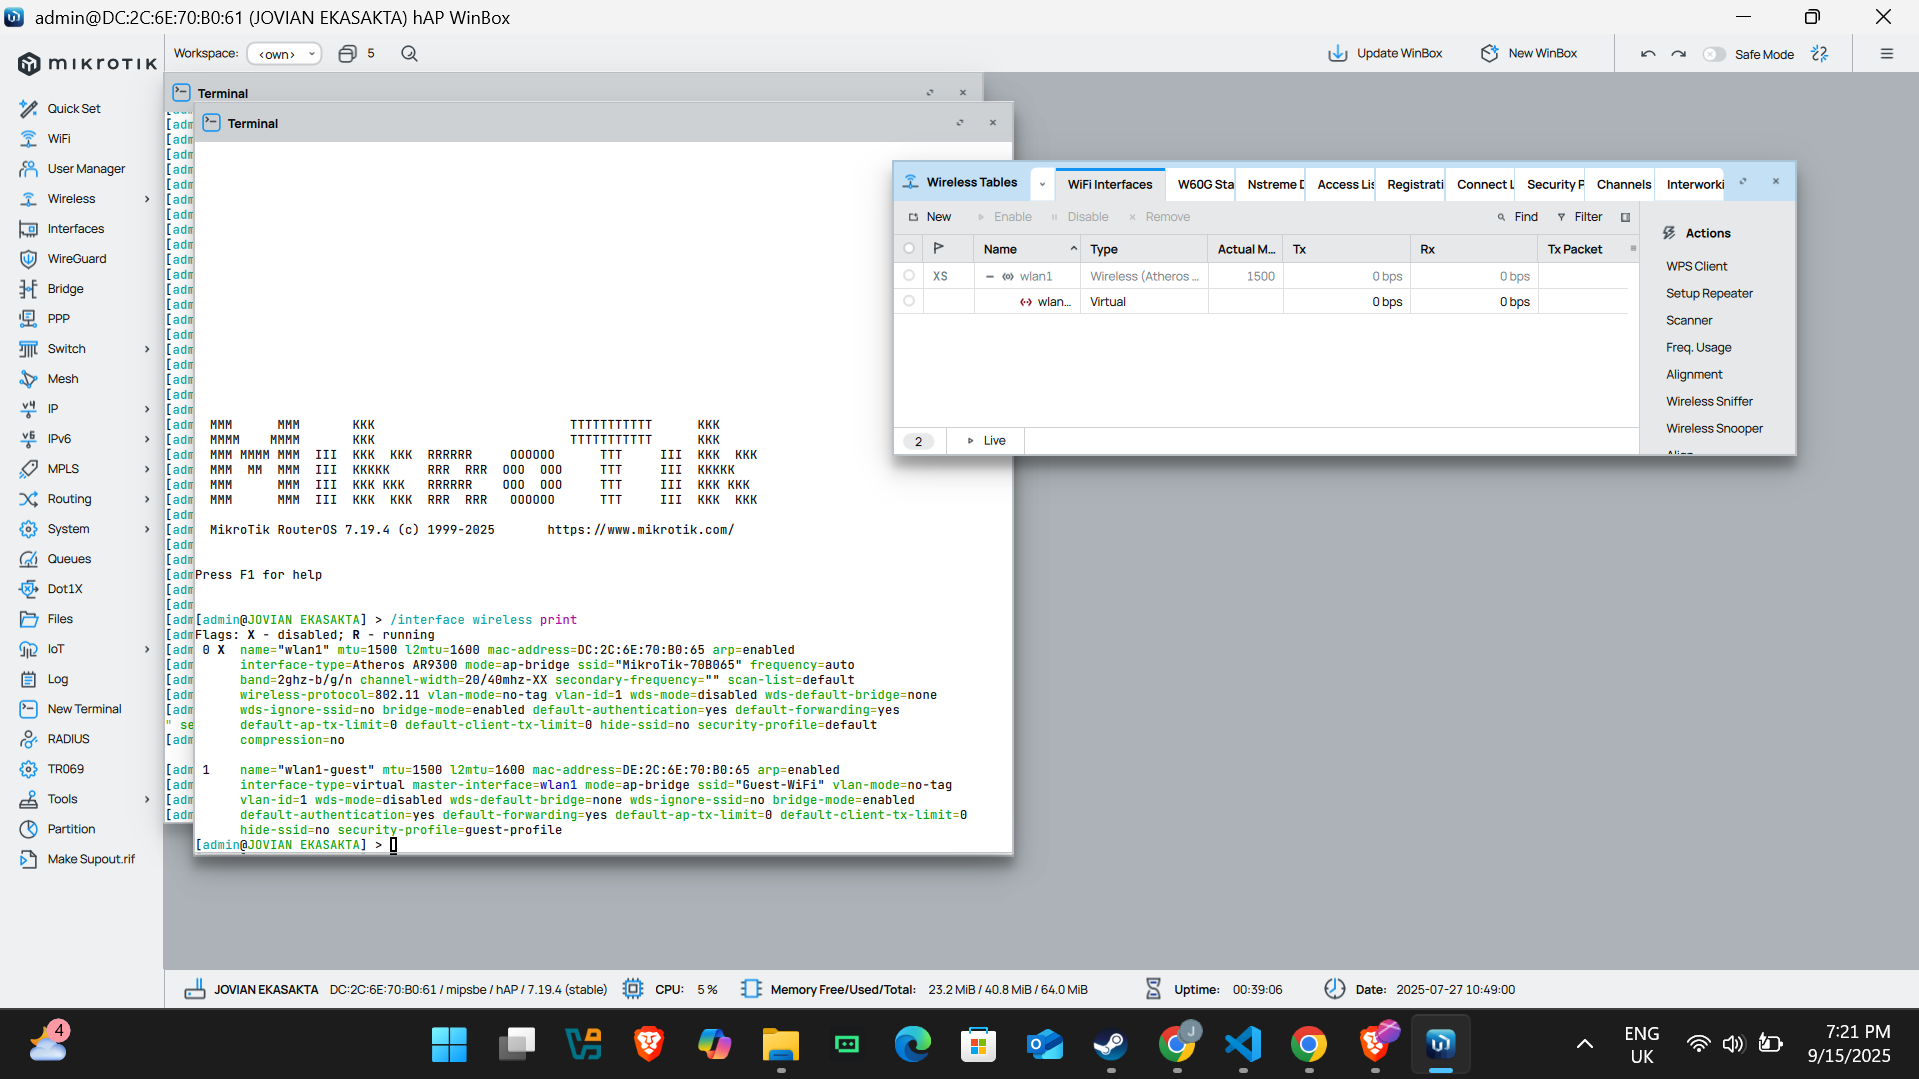 admin@DC:2C:6E:70:B0:61 (JOVIAN EKASAKTA) hAP WinBox
MikroTik
Workspace: <own> 5
Update WinBox New WinBox Safe Mode
Quick Set
WiFi
User Manager
Wireless
Interfaces
WireGuard
Bridge
PPP
Switch
Mesh
IP
IPv6
MPLS
Routing
System
Queues
Dot1X
Files
IoT
Log
New Terminal
RADIUS
TR069
Tools
Partition
Make Supout.rif
Terminal
Terminal
MMM      MMM       KKK                          TTTTTTTTTTT      KKK
MMMM    MMMM       KKK                          TTTTTTTTTTT      KKK
MMM MMMM MMM  III  KKK  KKK  RRRRRR     OOOOOO      TTT     III  KKK  KKK
MMM  MM  MMM  III  KKKKK     RRR  RRR  OOO  OOO     TTT     III  KKKKK
MMM      MMM  III  KKK KKK   RRRRRR    OOO  OOO     TTT     III  KKK KKK
MMM      MMM  III  KKK  KKK  RRR  RRR   OOOOOO      TTT     III  KKK  KKK
MikroTik RouterOS 7.19.4 (c) 1999-2025       https://www.mikrotik.com/
Press F1 for help
[admin@JOVIAN EKASAKTA] > /interface wireless print
Flags: X - disabled; R - running
0 X  name="wlan1" mtu=1500 l2mtu=1600 mac-address=DC:2C:6E:70:B0:65 arp=enabled
interface-type=Atheros AR9300 mode=ap-bridge ssid="MikroTik-70B065" frequency=auto
band=2ghz-b/g/n channel-width=20/40mhz-XX secondary-frequency="" scan-list=default
wireless-protocol=802.11 vlan-mode=no-tag vlan-id=1 wds-mode=disabled wds-default-bridge=none
wds-ignore-ssid=no bridge-mode=enabled default-authentication=yes default-forwarding=yes
default-ap-tx-limit=0 default-client-tx-limit=0 hide-ssid=no security-profile=default
compression=no
1    name="wlan1-guest" mtu=1500 l2mtu=1600 mac-address=DE:2C:6E:70:B0:65 arp=enabled
interface-type=virtual master-interface=wlan1 mode=ap-bridge ssid="Guest-WiFi" vlan-mode=no-tag
vlan-id=1 wds-mode=disabled wds-default-bridge=none wds-ignore-ssid=no bridge-mode=enabled
default-authentication=yes default-forwarding=yes default-ap-tx-limit=0 default-client-tx-limit=0
hide-ssid=no security-profile=guest-profile
[admin@JOVIAN EKASAKTA] >
Wireless Tables WiFi Interfaces W60G Sta Nstreme D Access Lis Registrati Connect L Security P Channels Interworki
New Enable Disable Remove Find Filter
Name Type Actual M... Tx Rx Tx Packet
XS wlan1 Wireless (Atheros ... 1500 0 bps 0 bps
wlan... Virtual 0 bps 0 bps
2 Live
Actions
WPS Client
Setup Repeater
Scanner
Freq. Usage
Alignment
Wireless Sniffer
Wireless Snooper
JOVIAN EKASAKTA DC:2C:6E:70:B0:61 / mipsbe / hAP / 7.19.4 (stable) CPU: 5 % Memory Free/Used/Total: 23.2 MiB / 40.8 MiB / 64.0 MiB Uptime: 00:39:06 Date: 2025-07-27 10:49:00
4
J
ENG
UK
7:21 PM
9/15/2025